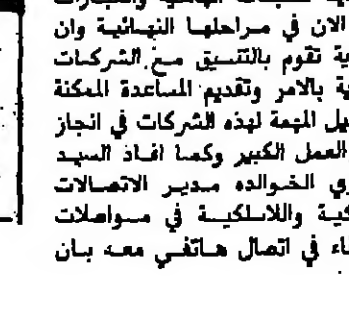 الان في مراحلها النهائية وان
ية تقوم بالتنسيق مع الشركات
ية بالامر وتقديم المساعدة الممكنة
يل المهمة لهذه الشركات في انجاز
العمل الكبير وكما افاد السيد
ري الخوالده مدير الاتصالات
كية واللاسلكية في مواصلات
اء في اتصال هاتفي معه بان